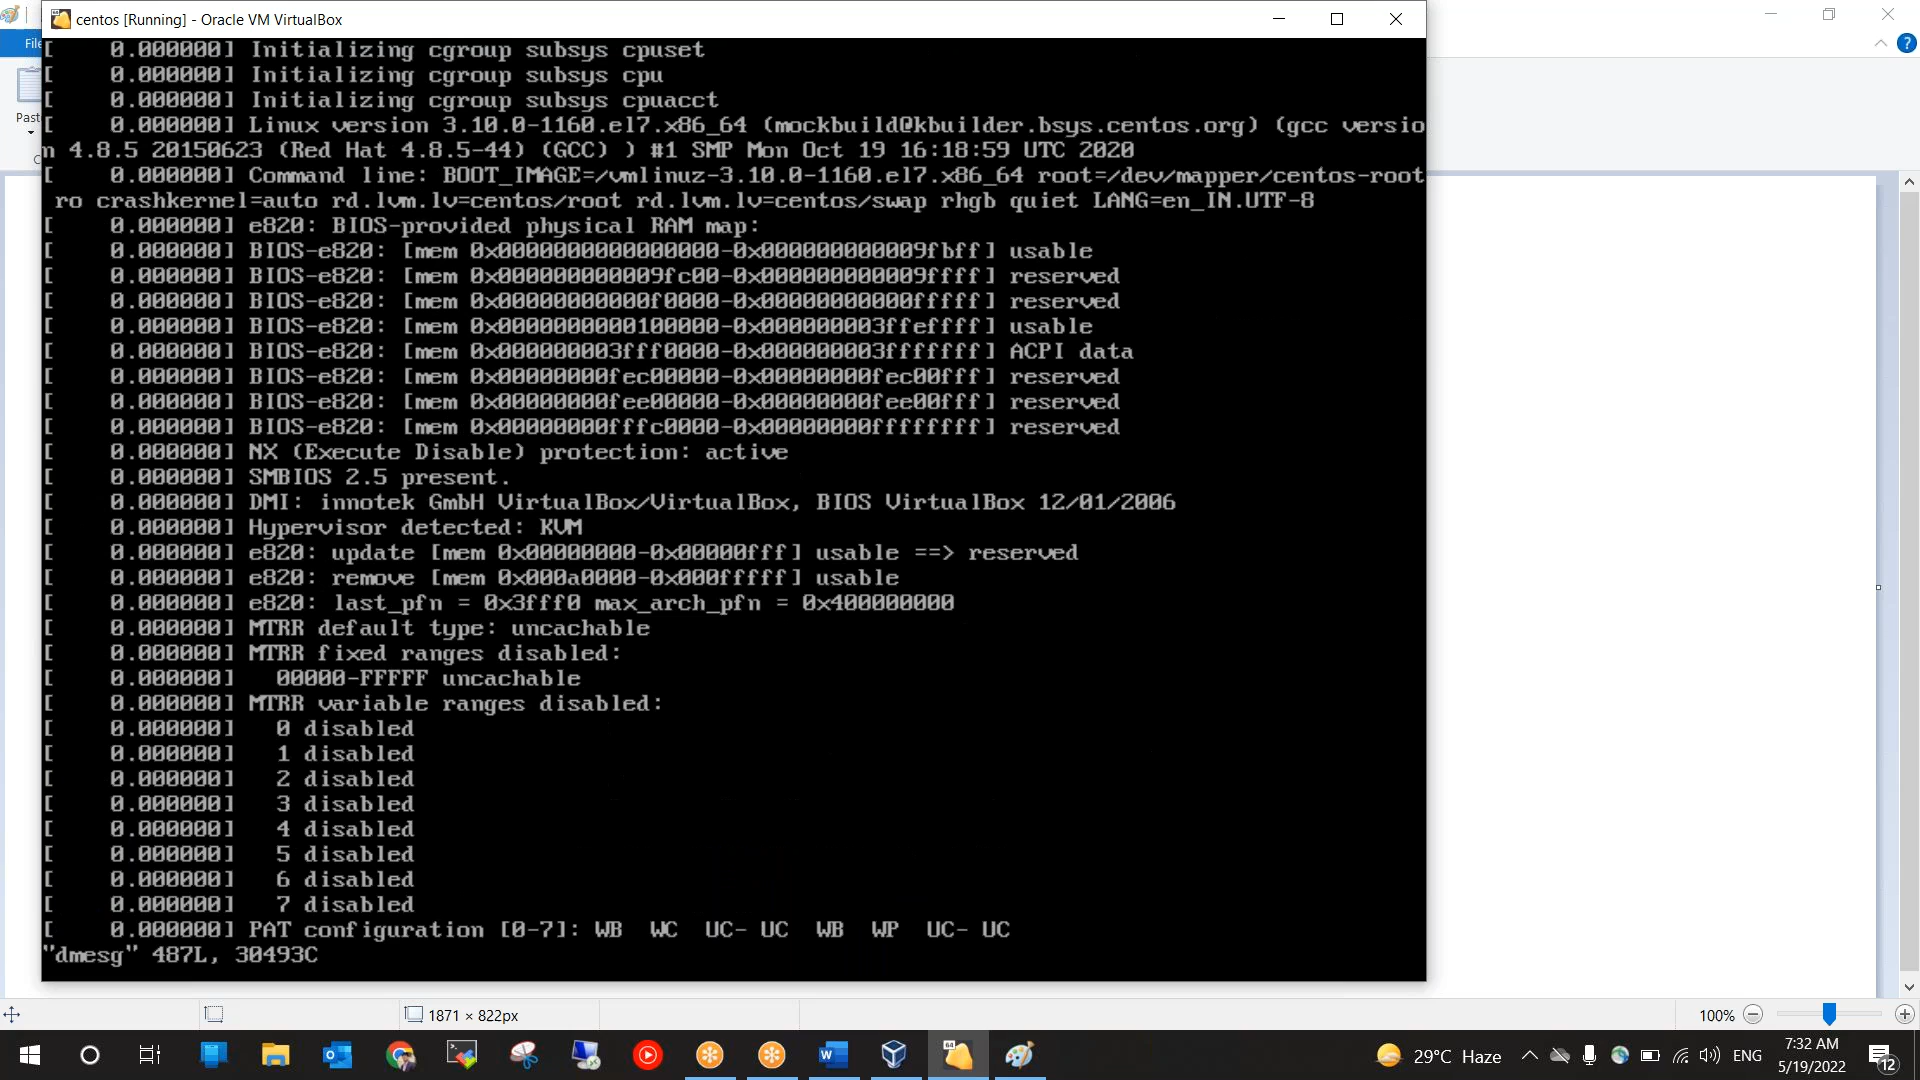 centos [Running] - Oracle VM VirtualBox
File
Past
[    0.000000] Initializing cgroup subsys cpuset
[    0.000000] Initializing cgroup subsys cpu
[    0.000000] Initializing cgroup subsys cpuacct
[    0.000000] Linux version 3.10.0-1160.el7.x86_64 (mockbuild@kbuilder.bsys.centos.org) (gcc versio
n 4.8.5 20150623 (Red Hat 4.8.5-44) (GCC) ) #1 SMP Mon Oct 19 16:18:59 UTC 2020
[    0.000000] Command line: BOOT_IMAGE=/vmlinuz-3.10.0-1160.el7.x86_64 root=/dev/mapper/centos-root
 ro crashkernel=auto rd.lvm.lv=centos/root rd.lvm.lv=centos/swap rhgb quiet LANG=en_IN.UTF-8
[    0.000000] e820: BIOS-provided physical RAM map:
[    0.000000] BIOS-e820: [mem 0x0000000000000000-0x000000000009fbff] usable
[    0.000000] BIOS-e820: [mem 0x000000000009fc00-0x000000000009ffff] reserved
[    0.000000] BIOS-e820: [mem 0x00000000000f0000-0x00000000000fffff] reserved
[    0.000000] BIOS-e820: [mem 0x0000000000100000-0x000000003ffeffff] usable
[    0.000000] BIOS-e820: [mem 0x000000003fff0000-0x000000003fffffff] ACPI data
[    0.000000] BIOS-e820: [mem 0x00000000fec00000-0x00000000fec00fff] reserved
[    0.000000] BIOS-e820: [mem 0x00000000fee00000-0x00000000fee00fff] reserved
[    0.000000] BIOS-e820: [mem 0x00000000fffc0000-0x00000000ffffffff] reserved
[    0.000000] NX (Execute Disable) protection: active
[    0.000000] SMBIOS 2.5 present.
[    0.000000] DMI: innotek GmbH VirtualBox/VirtualBox, BIOS VirtualBox 12/01/2006
[    0.000000] Hypervisor detected: KVM
[    0.000000] e820: update [mem 0x00000000-0x00000fff] usable ==> reserved
[    0.000000] e820: remove [mem 0x000a0000-0x000fffff] usable
[    0.000000] e820: last_pfn = 0x3fff0 max_arch_pfn = 0x400000000
[    0.000000] MTRR default type: uncachable
[    0.000000] MTRR fixed ranges disabled:
[    0.000000]   00000-FFFFF uncachable
[    0.000000] MTRR variable ranges disabled:
[    0.000000]   0 disabled
[    0.000000]   1 disabled
[    0.000000]   2 disabled
[    0.000000]   3 disabled
[    0.000000]   4 disabled
[    0.000000]   5 disabled
[    0.000000]   6 disabled
[    0.000000]   7 disabled
[    0.000000] PAT configuration [0-7]: WB  WC  UC- UC  WB  WP  UC- UC
"dmesg" 487L, 30493C
1871 × 822px
100%
29°C Haze
ENG
7:32 AM
5/19/2022
12